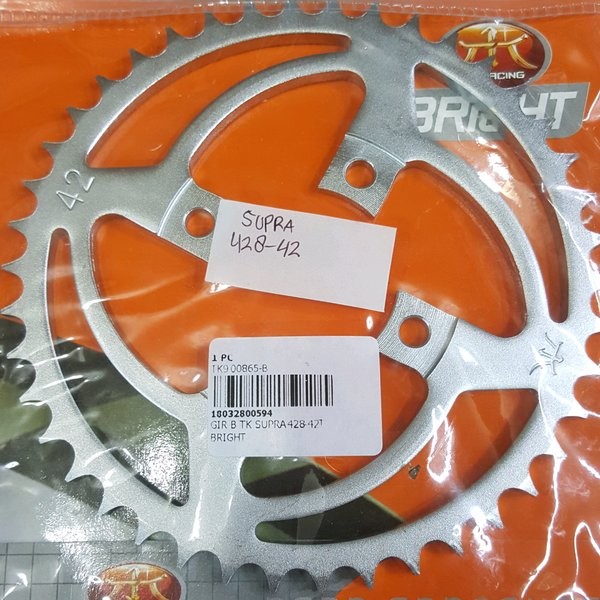 RACING
BRIGHT
42
SUPRA
428-42
1 PC
TK9 00865-B
18032800594
GIR B TK SUPRA 428-42T
BRIGHT